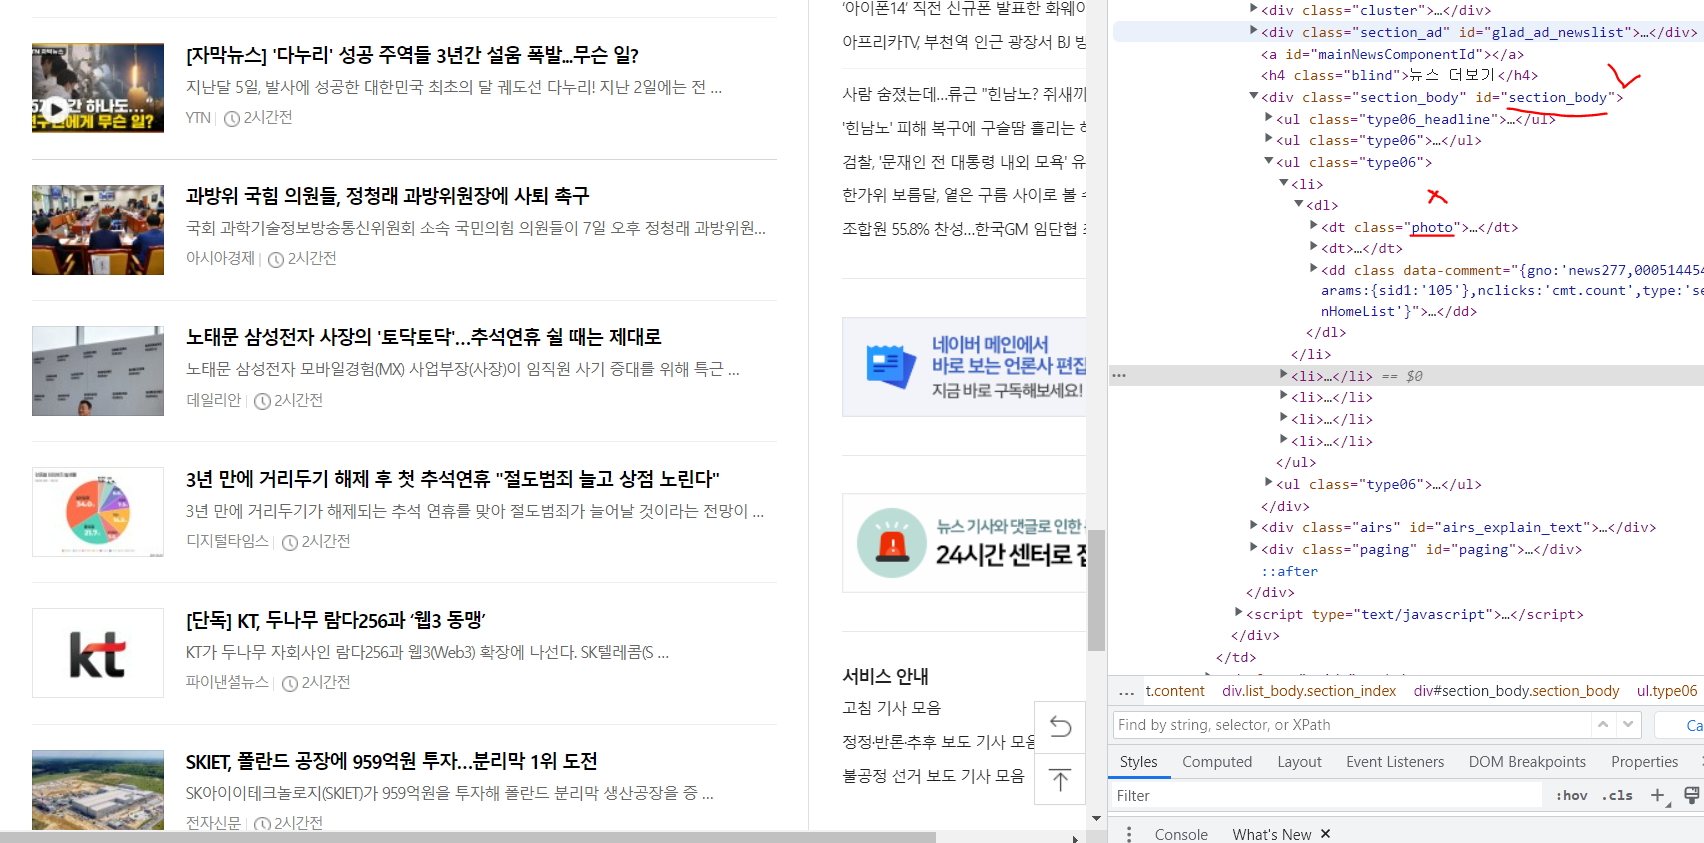 [자막뉴스] '다누리' 성공 주역들 3년간 설움 폭발...무슨 일?
지난달 5일, 발사에 성공한 대한민국 최초의 달 궤도선 다누리! 지난 2일에는 전 ...
YTN
2시간전
과방위 국힘 의원들, 정청래 과방위원장에 사퇴 촉구
국회 과학기술정보방송통신위원회 소속 국민의힘 의원들이 7일 오후 정청래 과방위원...
아시아경제
2시간전
노태문 삼성전자 사장의 '토닥토닥'…추석연휴 쉴 때는 제대로
노태문 삼성전자 모바일경험(MX) 사업부장(사장)이 임직원 사기 증대를 위해 특근 ...
데일리안
2시간전
3년 만에 거리두기 해제 후 첫 추석연휴 "절도범죄 늘고 상점 노린다"
3년 만에 거리두기가 해제되는 추석 연휴를 맞아 절도범죄가 늘어날 것이라는 전망이 ...
디지털타임스
2시간전
kt
[단독] KT, 두나무 람다256과 ‘웹3 동맹’
KT가 두나무 자회사인 람다256과 웹3(Web3) 확장에 나선다. SK텔레콤(S ...
파이낸셜뉴스
2시간전
SKIET, 폴란드 공장에 959억원 투자…분리막 1위 도전
SK아이이테크놀로지(SKIET)가 959억원을 투자해 폴란드 분리막 생산공장을 증 ...
전자신문
2시간전
‘아이폰14’ 직전 신규폰 발표한 화웨이
아프리카TV, 부천역 인근 광장서 BJ 방
사람 숨졌는데…류근 "힌남노? 쥐새끼
'힌남노' 피해 복구에 구슬땀 흘리는
검찰, '문재인 전 대통령 내외 모욕' 유
한가위 보름달, 옅은 구름 사이로 볼 수
조합원 55.8% 찬성…한국GM 임단협
네이버 메인에서
바로 보는 언론사 편집
지금 바로 구독해보세요!
뉴스 기사와 댓글로 인한
24시간 센터로 접
서비스 안내
고침 기사 모음
정정·반론·추후 보도 기사 모음
불공정 선거 보도 기사 모음
<div class="cluster">…</div>
<div class="section_ad" id="glad_ad_newslist">…</div>
<a id="mainNewsComponentId"></a>
<h4 class="blind">뉴스 더보기</h4>
<div class="section_body" id="section_body">
<ul class="type06_headline">…</ul>
<ul class="type06">…</ul>
<ul class="type06">
<li>
<dl>
<dt class="photo">…</dt>
<dt>…</dt>
<dd class data-comment="{gno:'news277,000514454
arams:{sid1:'105'},nclicks:'cmt.count',type:'se
nHomeList'}">…</dd>
</dl>
</li>
<li>…</li> == $0
<li>…</li>
<li>…</li>
<li>…</li>
</ul>
<ul class="type06">…</ul>
</div>
<div class="airs" id="airs_explain_text">…</div>
<div class="paging" id="paging">…</div>
::after
</div>
<script type="text/javascript">…</script>
</div>
</td>
... t.content div.list_body.section_index div#section_body.section_body ul.type06
Find by string, selector, or XPath
Ca
Styles Computed Layout Event Listeners DOM Breakpoints Properties
Filter
:hov .cls +
Console What's New ×